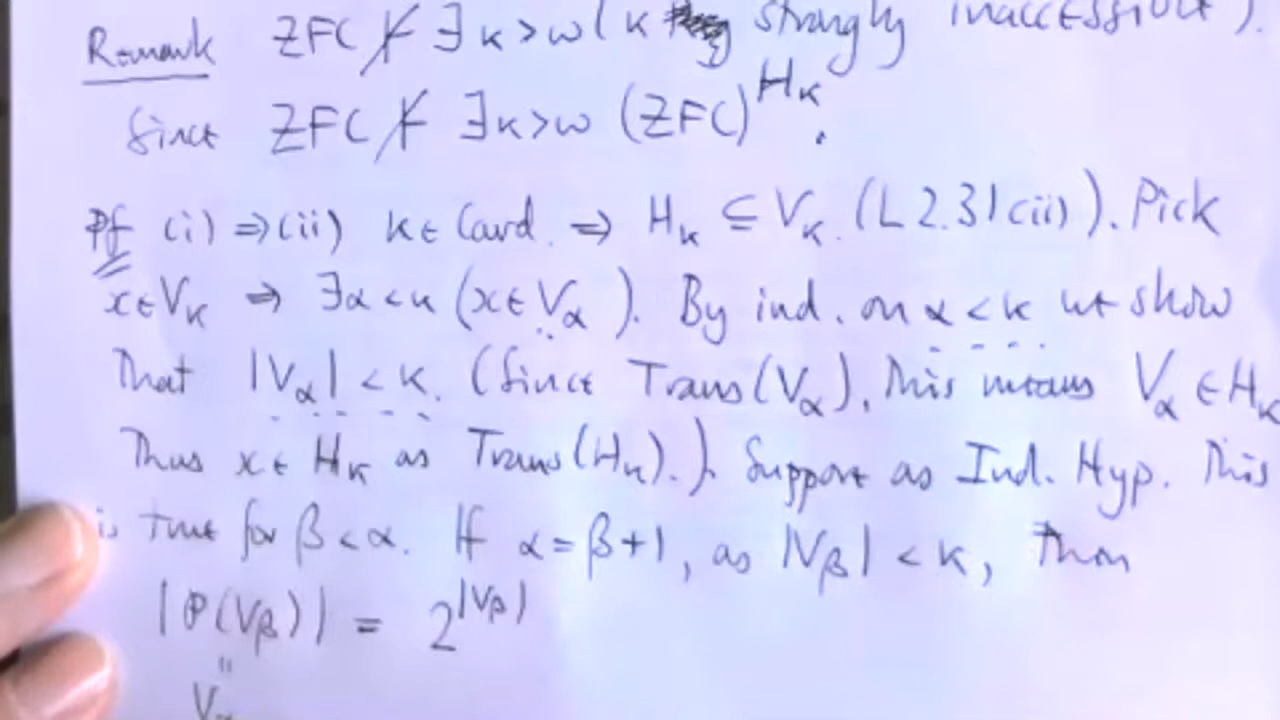 Remark ZFC ⊬ ∃κ>ω(κ strongly inaccessible).
Since ZFC ⊬ ∃κ>ω (ZFC)^{H_κ}.
Pf (i)⇒(ii) κ∈Card. ⇒ H_κ ⊆ V_κ. (L2.31(ii)). Pick
x∈V_κ ⇒ ∃α<κ (x∈V_α). By ind. on α<κ we show
That |V_α| < κ. (Since Trans(V_α), This means V_α ∈ H_κ
Thus x∈ H_κ as Trans(H_κ).). Suppose as Ind. Hyp. This
is true for β<α. If α=β+1, as |V_β| < κ, Then
|P(V_β)| = 2^{|V_β|}
"
V_α